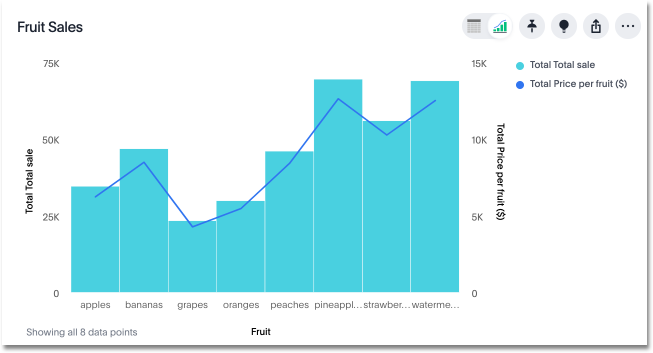 Fruit Sales
75K
50K
25K
0
Total Total sale
15K
10K
5K
0
Total Price per fruit ($)
Total Total sale
Total Price per fruit ($)
apples bananas grapes oranges peaches pineappl... strawber... waterme...
Showing all 8 data points
Fruit